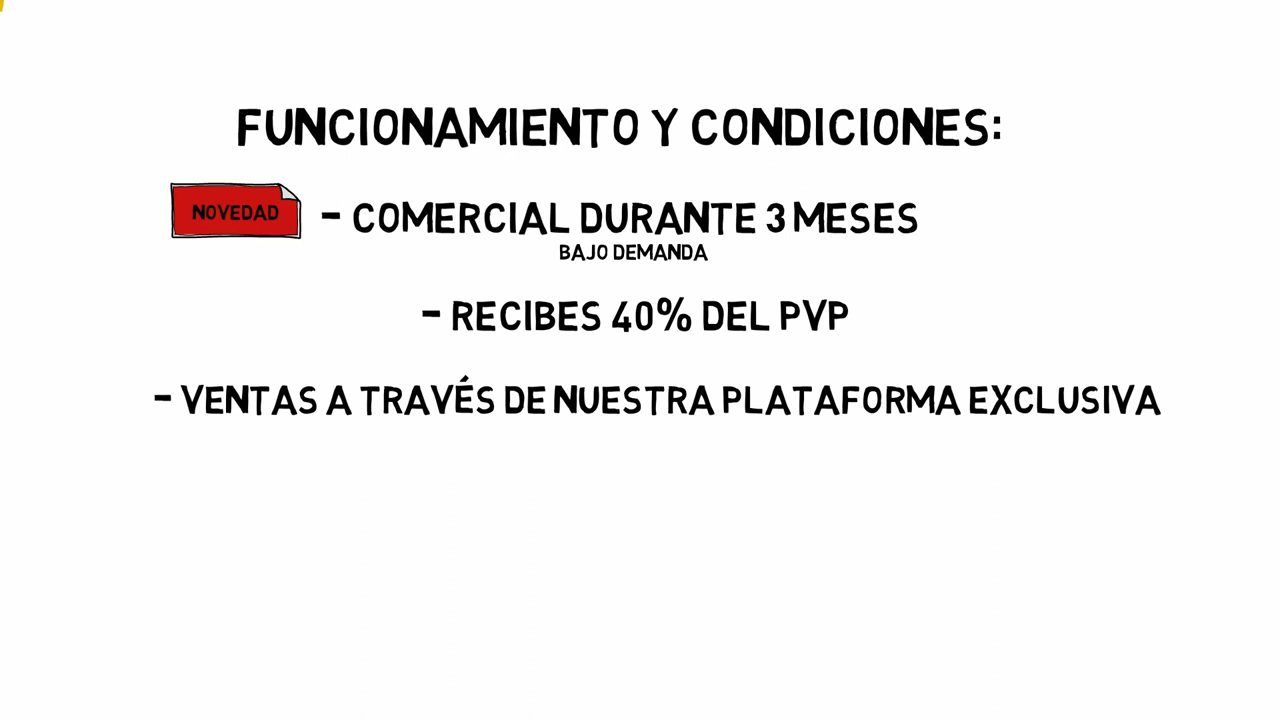 FUNCIONAMIENTO Y CONDICIONES:
NOVEDAD - COMERCIAL DURANTE 3 MESES
BAJO DEMANDA
- RECIBES 40% DEL PVP
- VENTAS A TRAVÉS DE NUESTRA PLATAFORMA EXCLUSIVA